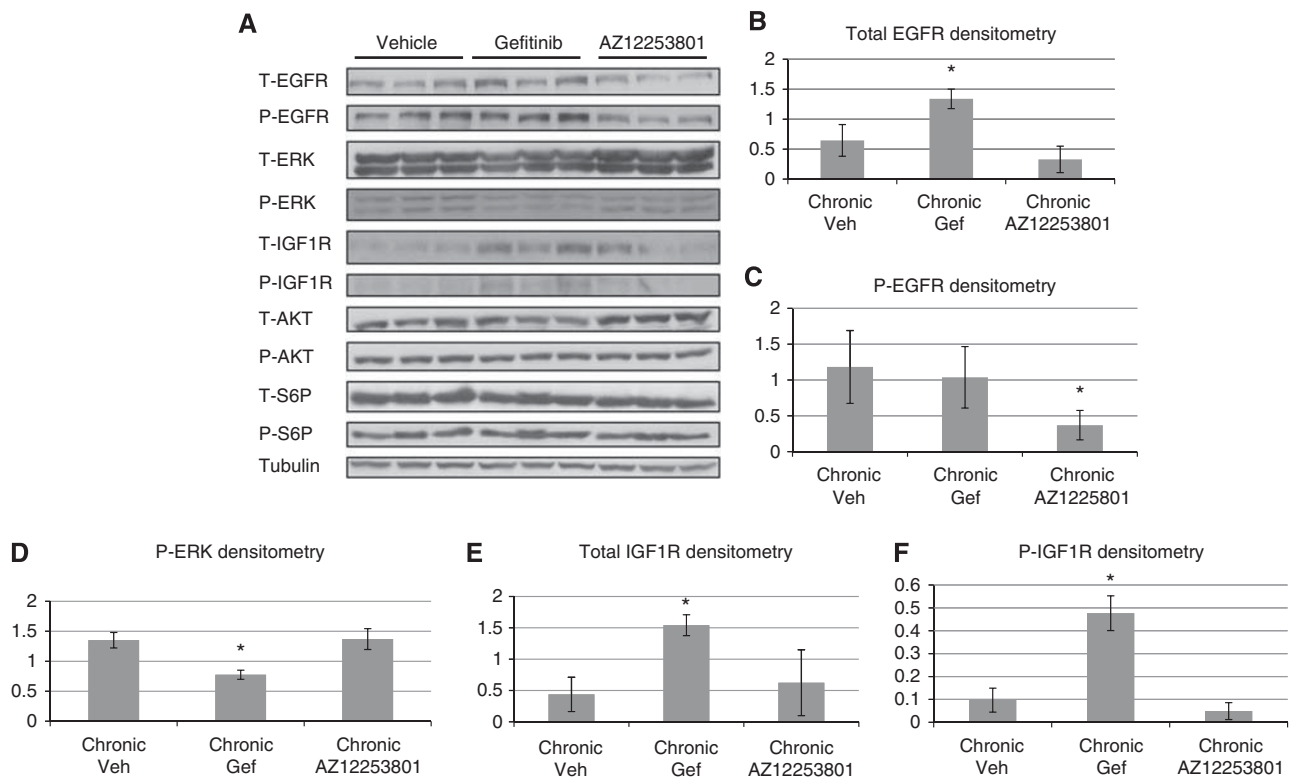 A
Vehicle Gefitinib AZ12253801
T-EGFR
P-EGFR
T-ERK
P-ERK
T-IGF1R
P-IGF1R
T-AKT
P-AKT
T-S6P
P-S6P
Tubulin
B
Total EGFR densitometry
2
1.5
1
0.5
0
*
Chronic Chronic Chronic
Veh Gef AZ12253801
C
P-EGFR densitometry
2
1.5
1
0.5
0
*
Chronic Chronic Chronic
Veh Gef AZ1225801
D
P-ERK densitometry
2
1.5
1
0.5
0
*
Chronic Chronic Chronic
Veh Gef AZ12253801
E
Total IGF1R densitometry
2
1.5
1
0.5
0
*
Chronic Chronic Chronic
Veh Gef AZ12253801
F
P-IGF1R densitometry
0.6
0.5
0.4
0.3
0.2
0.1
0
*
Chronic Chronic Chronic
Veh Gef AZ12253801